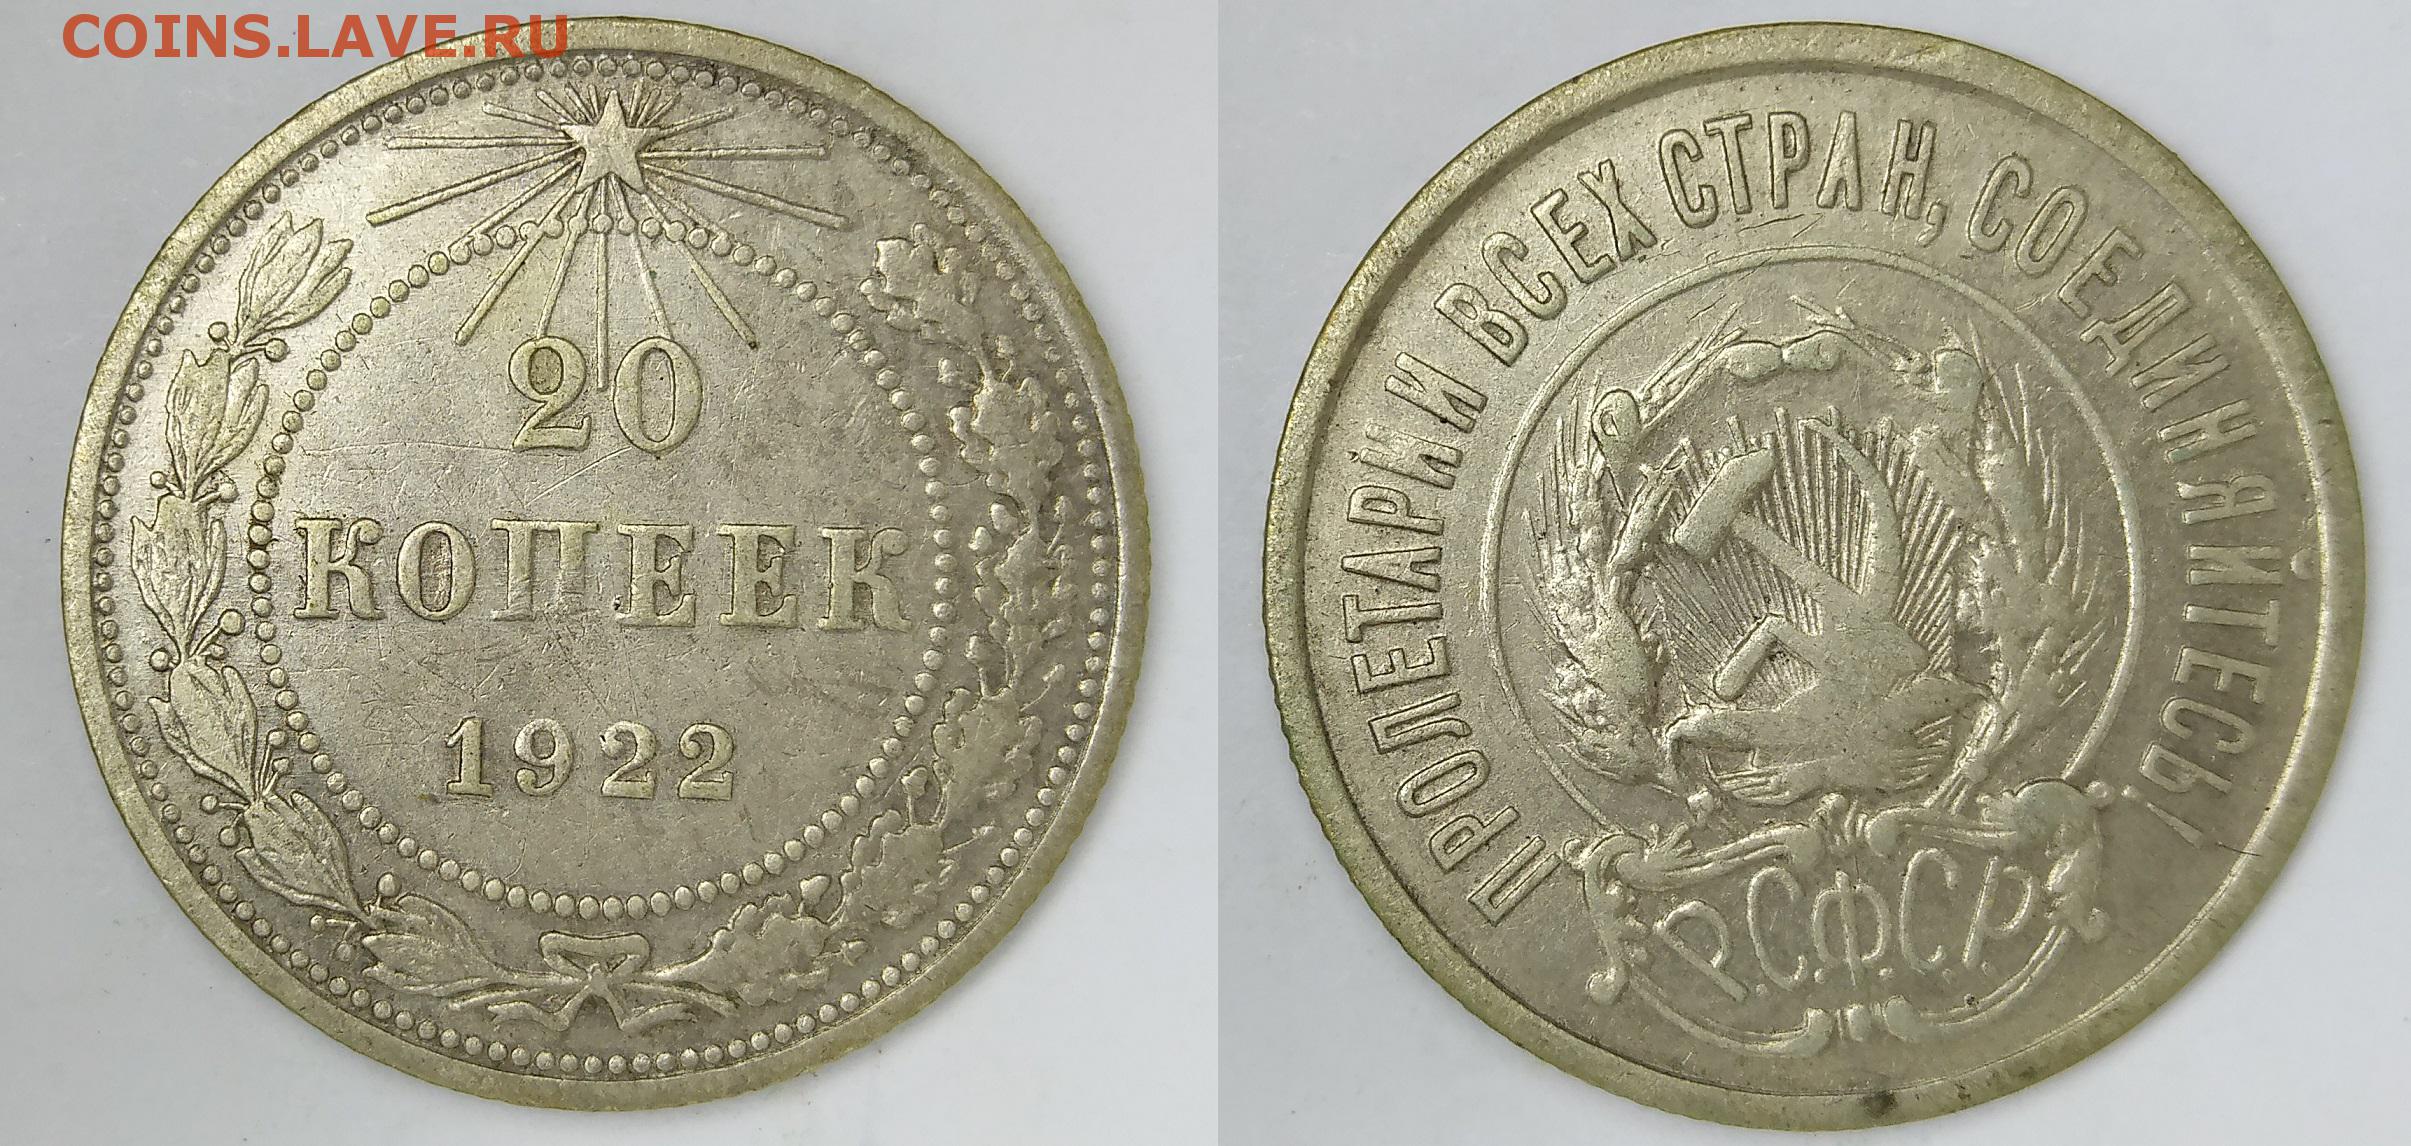 COINS.LAVE.RU
20
КОПЕЕК
1922
ПРОЛЕТАРИИ ВСЕХ СТРАН, СОЕДИНЯЙТЕСЬ!
Р.С.Ф.С.Р.